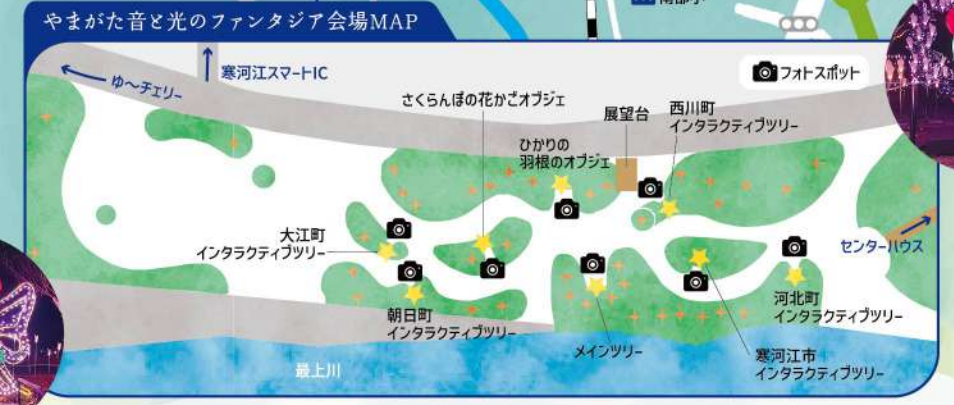 やまがた音と光のファンタジア会場MAP
寒河江スマートIC
ゆ～チェリー
フォトスポット
さくらんぼの花かごオブジェ
展望台
西川町
インタラクティブツリー
ひかりの
羽根のオブジェ
大江町
インタラクティブツリー
センターハウス
朝日町
インタラクティブツリー
河北町
インタラクティブツリー
メインツリー
寒河江市
インタラクティブツリー
最上川